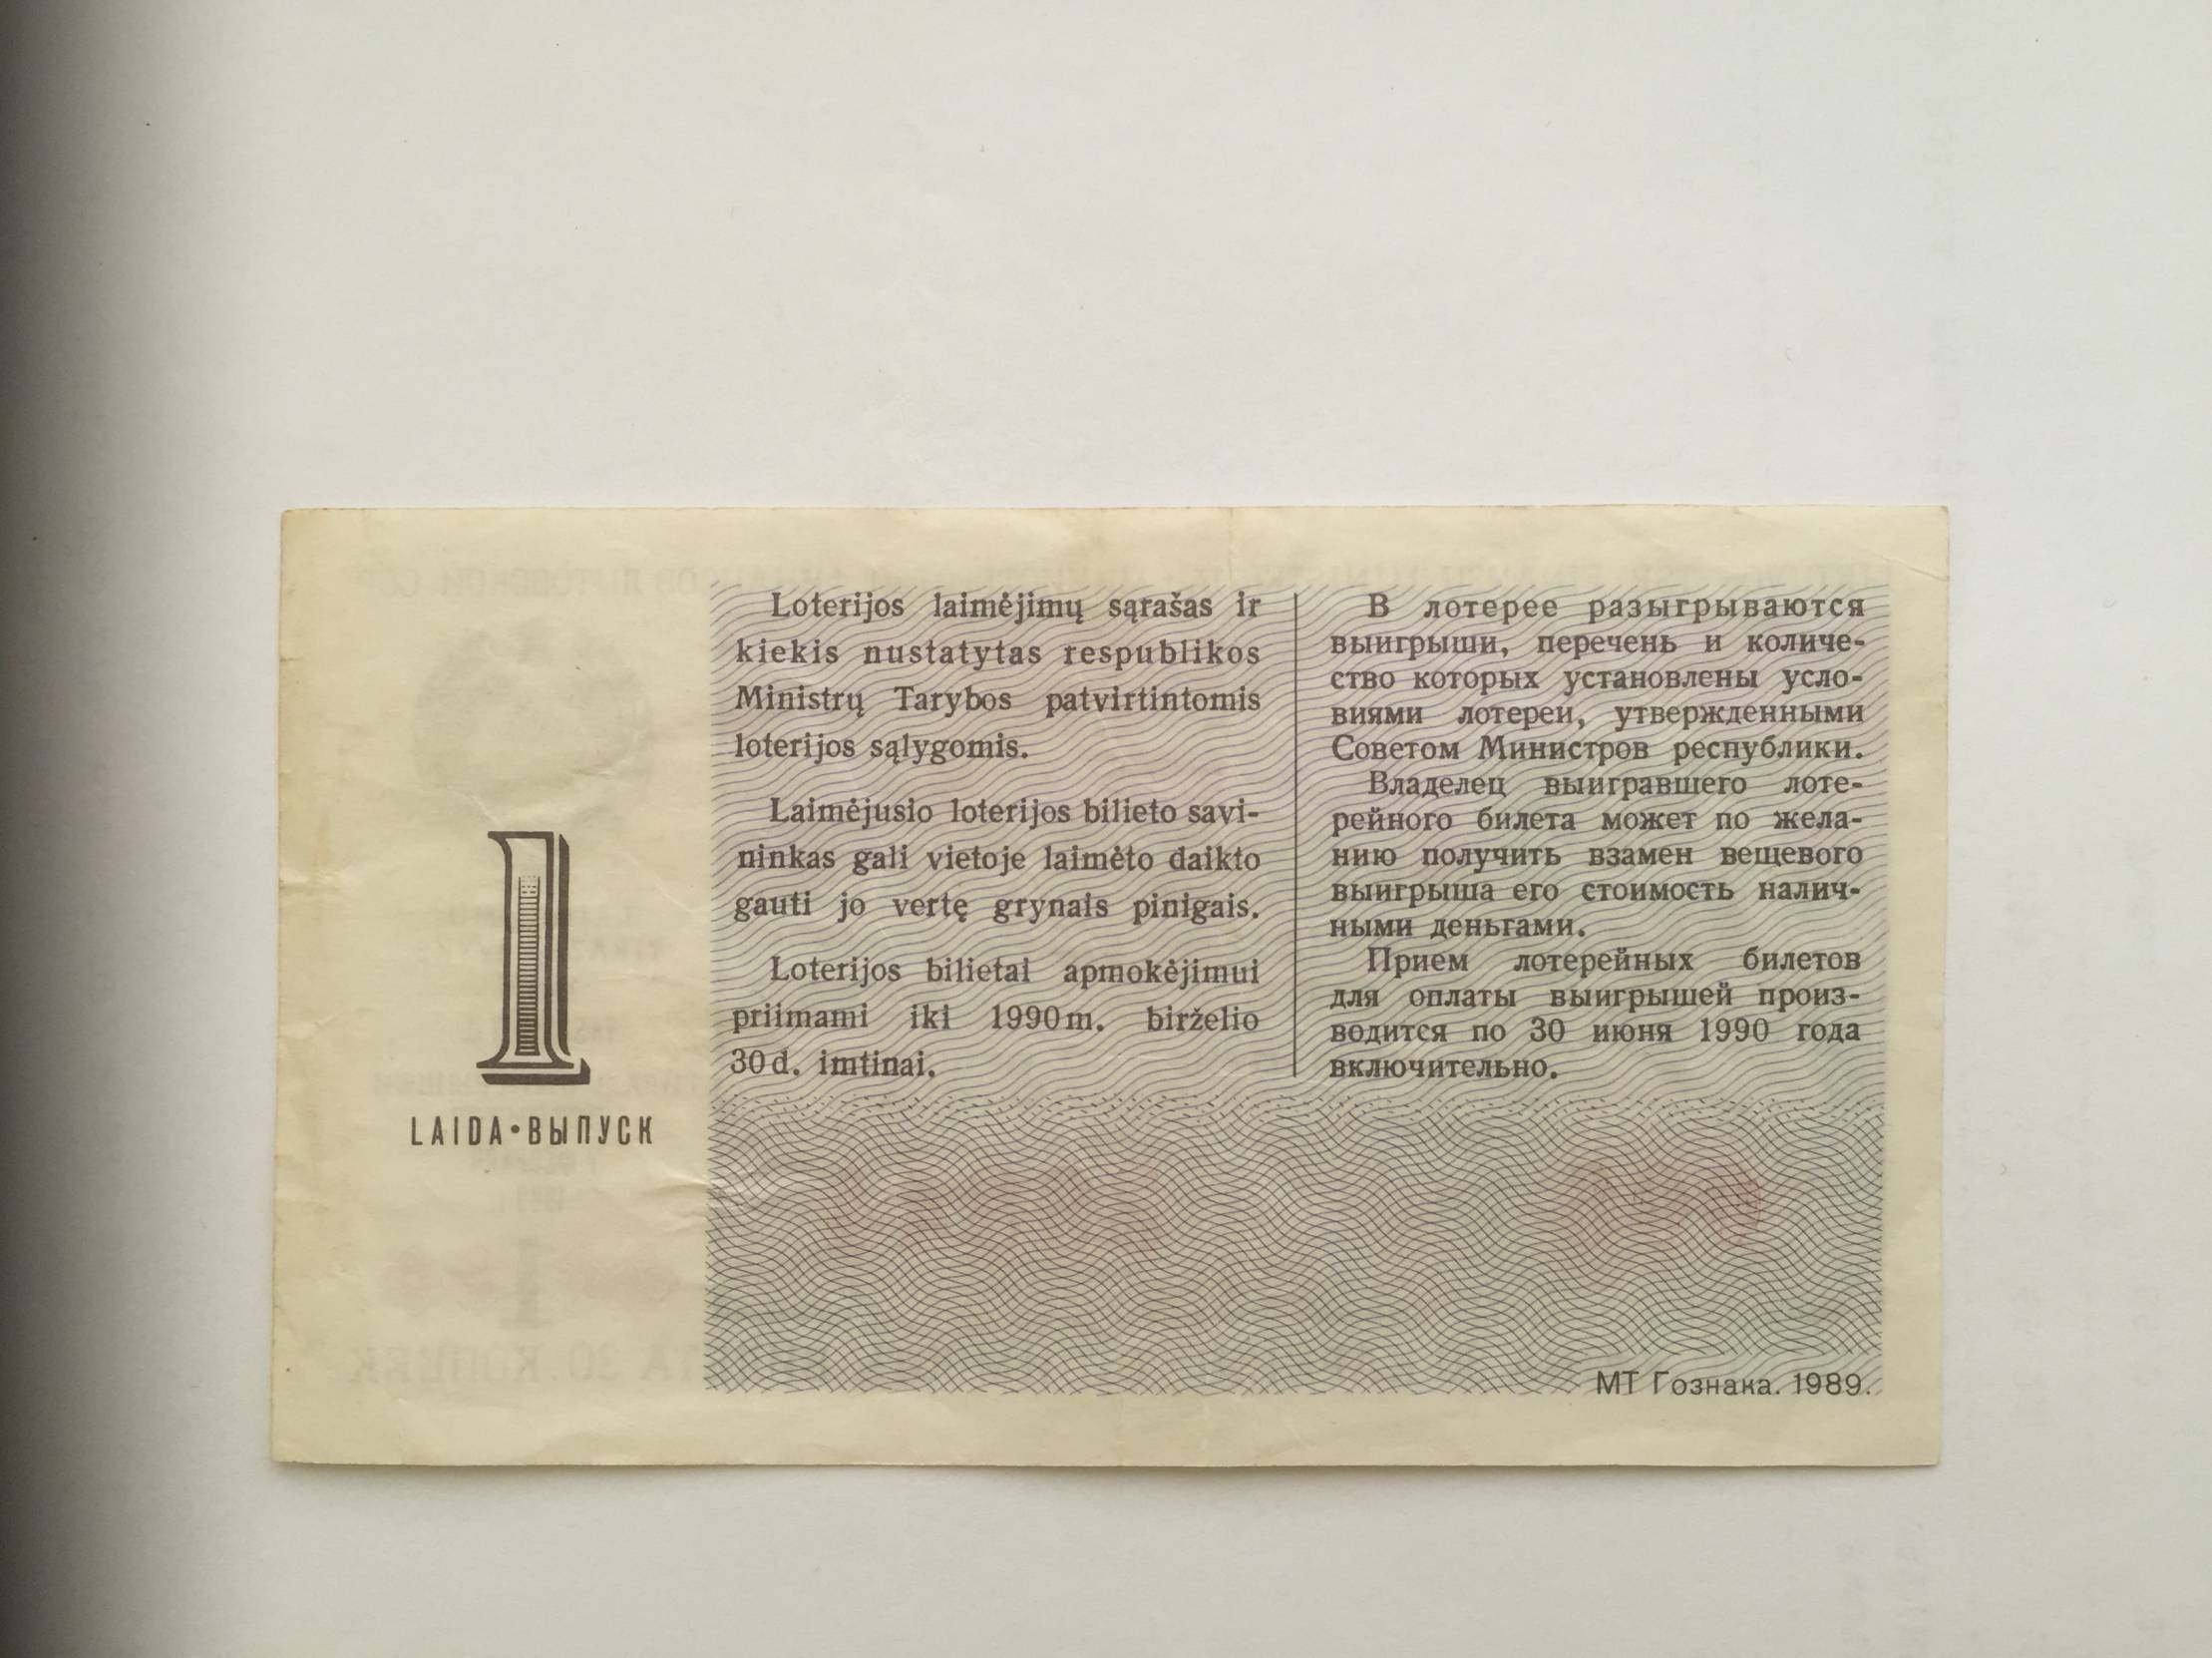 1
LAIDA•ВЫПУСК
Loterijos laimėjimų sąrašas ir
kiekis nustatytas respublikos
Ministrų Tarybos patvirtintomis
loterijos sąlygomis.
Laimėjusio loterijos bilieto savi-
ninkas gali vietoje laimėto daikto
gauti jo vertę grynais pinigais.
Loterijos bilietai apmokėjimui
priimami iki 1990 m. birželio
30 d. imtinai.
В лотерее разыгрываются
выигрыши, перечень и количе-
ство которых установлены усло-
виями лотереи, утвержденными
Советом Министров республики.
Владелец выигравшего лоте-
рейного билета может по жела-
нию получить взамен вещевого
выигрыша его стоимость налич-
ными деньгами.
Прием лотерейных билетов
для оплаты выигрышей произ-
водится по 30 июня 1990 года
включительно.
МТ Гознака. 1989.